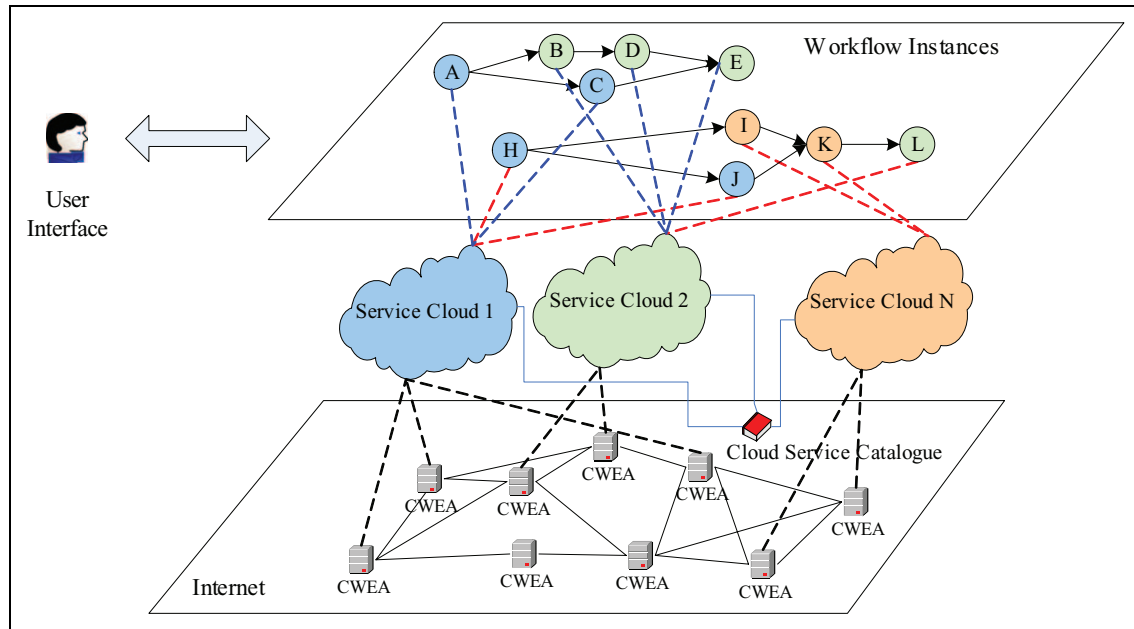 Workflow Instances
B
D
E
A
C
I
H
K
L
J
User
Interface
Service Cloud 1
Service Cloud 2
Service Cloud N
Cloud Service Catalogue
CWEA
CWEA
CWEA
CWEA
CWEA
CWEA
CWEA
CWEA
CWEA
Internet